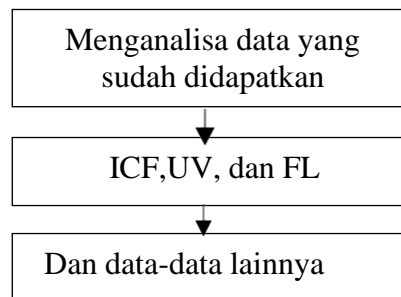 Menganalisa data yang
sudah didapatkan
ICF,UV, dan FL
Dan data-data lainnya